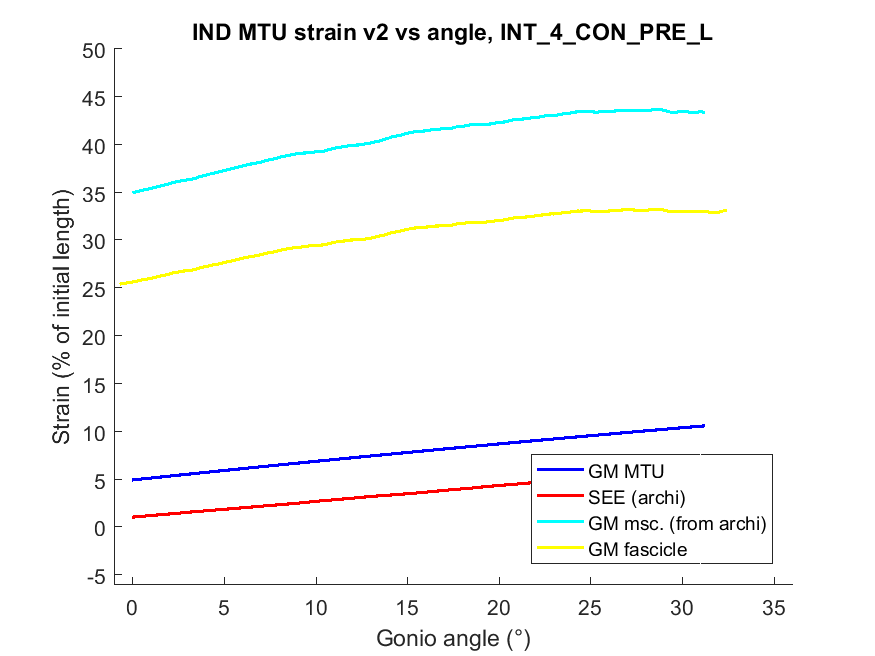 IND MTU strain v2 vs angle, INT_4_CON_PRE_L
50
45
40
35
30
25
20
15
10
5
0
-5
Strain (% of initial length)
GM MTU
SEE (archi)
GM msc. (from archi)
GM fascicle
0 5 10 15 20 25 30 35
Gonio angle (°)